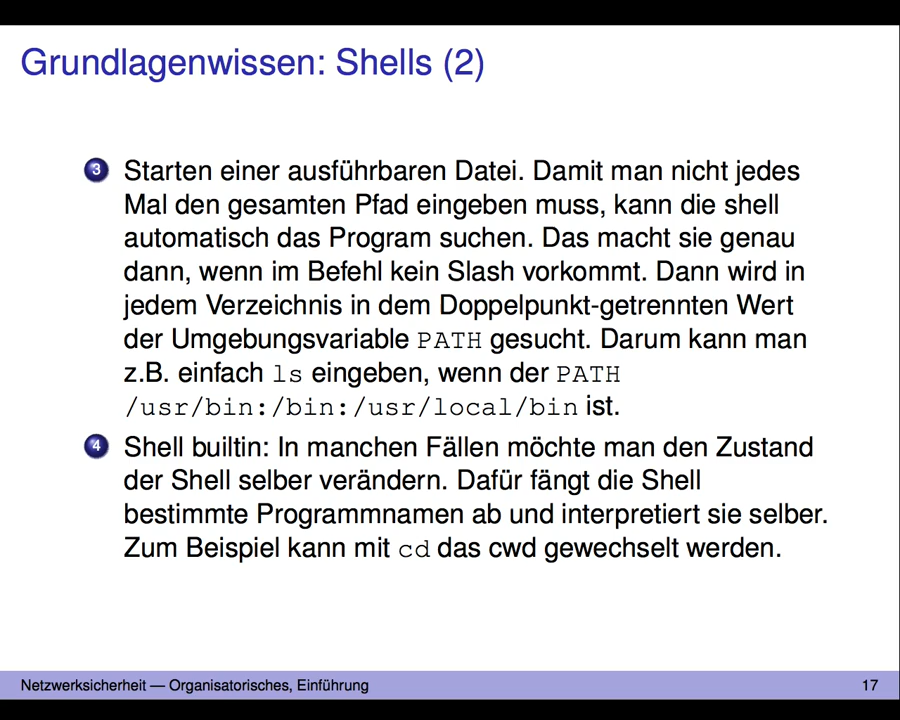 Grundlagenwissen: Shells (2)
3 Starten einer ausführbaren Datei. Damit man nicht jedes
Mal den gesamten Pfad eingeben muss, kann die shell
automatisch das Program suchen. Das macht sie genau
dann, wenn im Befehl kein Slash vorkommt. Dann wird in
jedem Verzeichnis in dem Doppelpunkt-getrennten Wert
der Umgebungsvariable PATH gesucht. Darum kann man
z.B. einfach ls eingeben, wenn der PATH
/usr/bin:/bin:/usr/local/bin ist.
4 Shell builtin: In manchen Fällen möchte man den Zustand
der Shell selber verändern. Dafür fängt die Shell
bestimmte Programmnamen ab und interpretiert sie selber.
Zum Beispiel kann mit cd das cwd gewechselt werden.
Netzwerksicherheit — Organisatorisches, Einführung 17